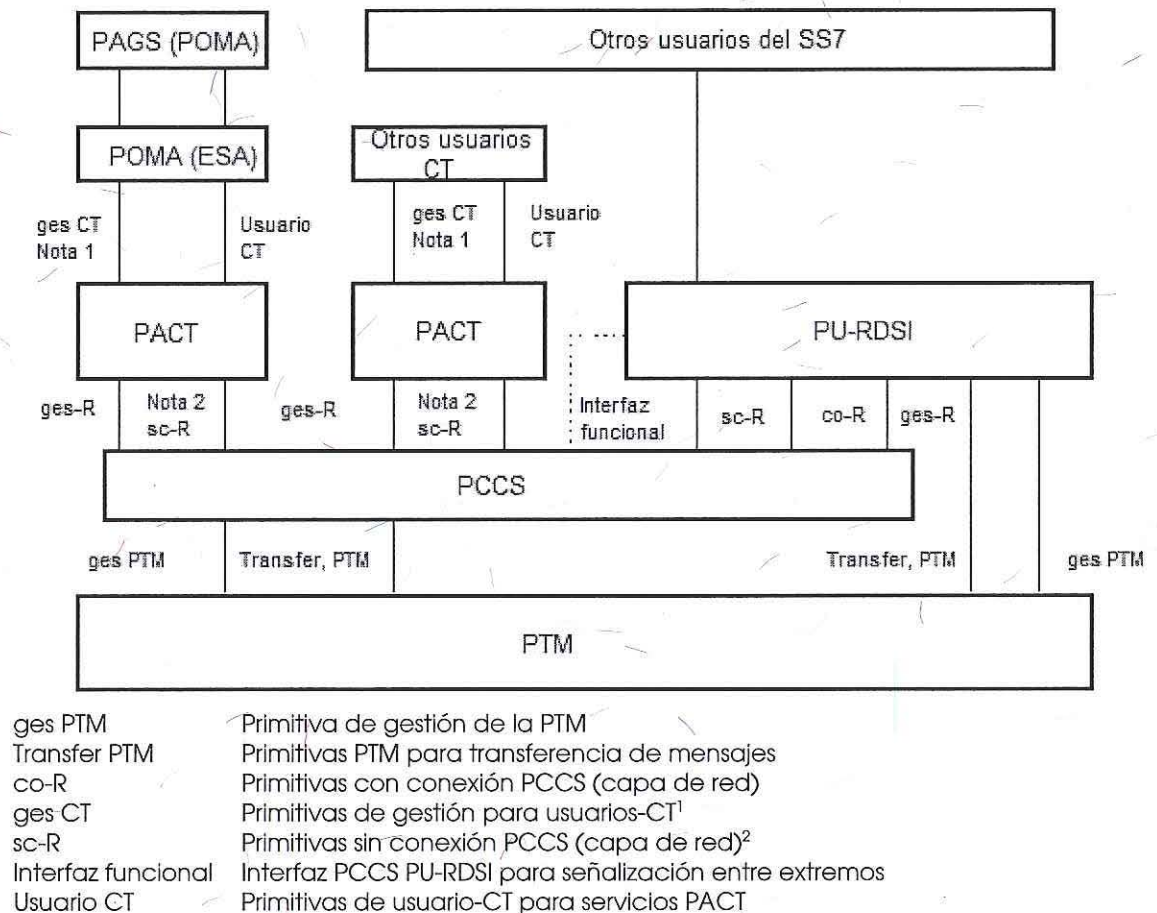 PAGS (POMA)
Otros usuarios del SS7
POMA (ESA)
Otros usuarios
CT
ges CT
Nota 1
Usuario
CT
ges CT
Nota 1
Usuario
CT
PACT
PACT
PU-RDSI
ges-R
Nota 2
sc-R
ges-R
Nota 2
sc-R
Interfaz
funcional
sc-R
co-R
ges-R
PCCS
ges PTM
Transfer, PTM
Transfer, PTM
ges PTM
PTM
ges PTM Primitiva de gestión de la PTM
Transfer PTM Primitivas PTM para transferencia de mensajes
co-R Primitivas con conexión PCCS (capa de red)
ges CT Primitivas de gestión para usuarios-CT¹
sc-R Primitivas sin conexión PCCS (capa de red)²
Interfaz funcional Interfaz PCCS PU-RDSI para señalización entre extremos
Usuario CT Primitivas de usuario-CT para servicios PACT